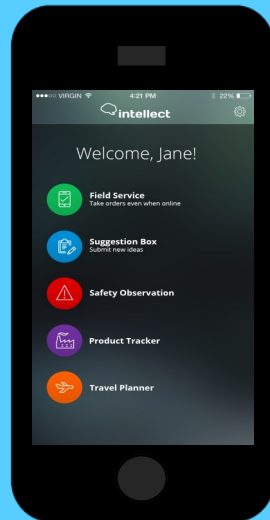 VIRGIN 4:21 PM 22%
intellect
Welcome, Jane!
Field Service
Take orders even when online
Suggestion Box
Submit new ideas
Safety Observation
Product Tracker
Travel Planner